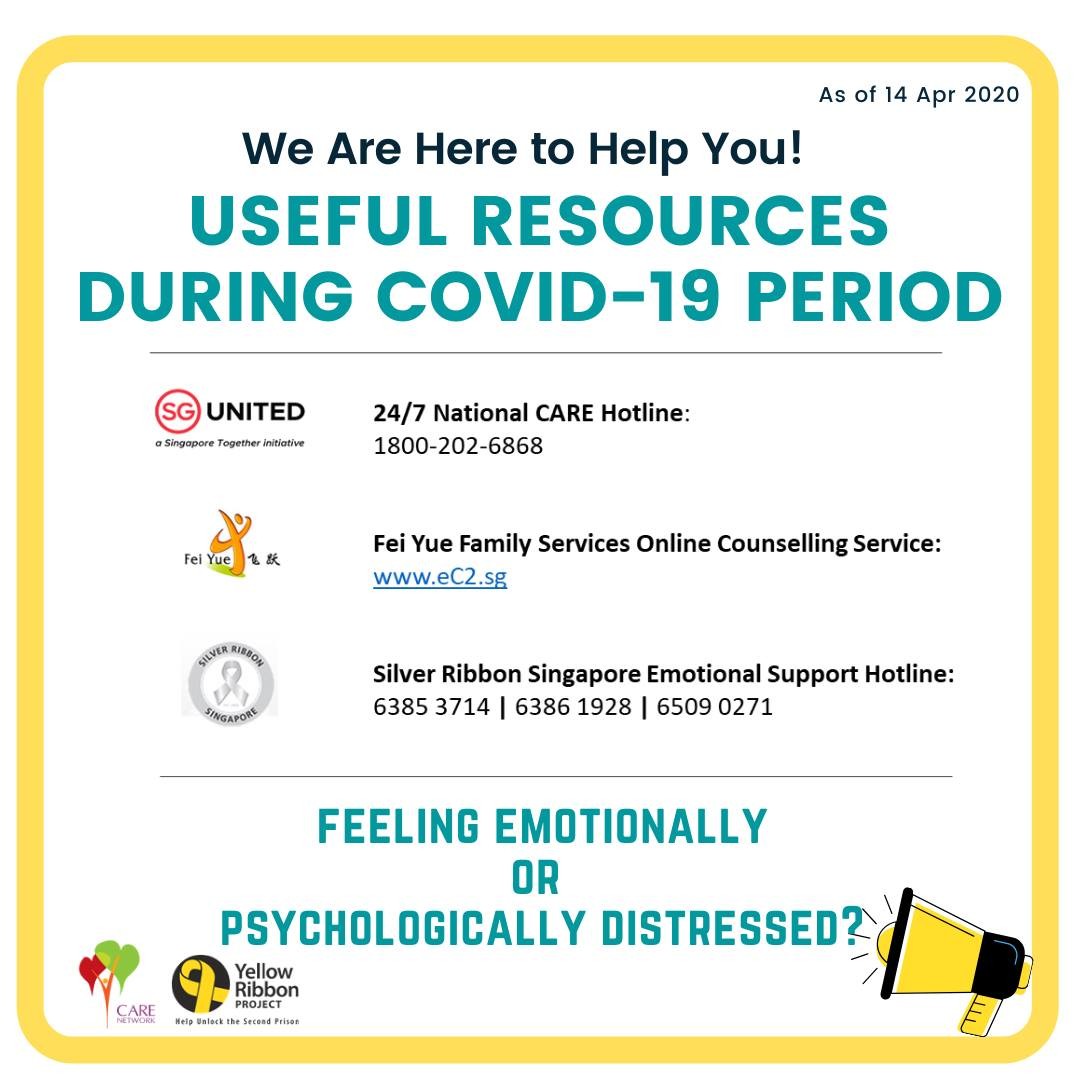 As of 14 Apr 2020
We Are Here to Help You!
USEFUL RESOURCES
DURING COVID-19 PERIOD
SG UNITED
a Singapore Together initiative
24/7 National CARE Hotline:
1800-202-6868
Fei Yue 飞跃
Fei Yue Family Services Online Counselling Service:
www.eC2.sg
SILVER RIBBON
SINGAPORE
Silver Ribbon Singapore Emotional Support Hotline:
6385 3714 | 6386 1928 | 6509 0271
FEELING EMOTIONALLY
OR
PSYCHOLOGICALLY DISTRESSED?
CARE
NETWORK
Yellow
Ribbon
PROJECT
Help Unlock the Second Prison